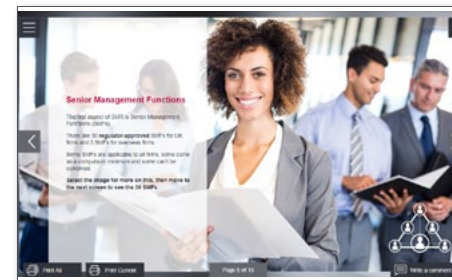 Senior Management Functions
The first aspect of SMR is Senior Management
Functions (SMFs).
There are 30 regulator-approved SMFs for UK
firms and 5 SMFs for overseas firms.
Some SMFs are applicable to all firms, some come
as a compulsory minimum and some can't be
combined.
Select the image for more on this, then move to
the next screen to see the 30 SMFs.
Print All
Print Current
Page 5 of 15
Write a comment